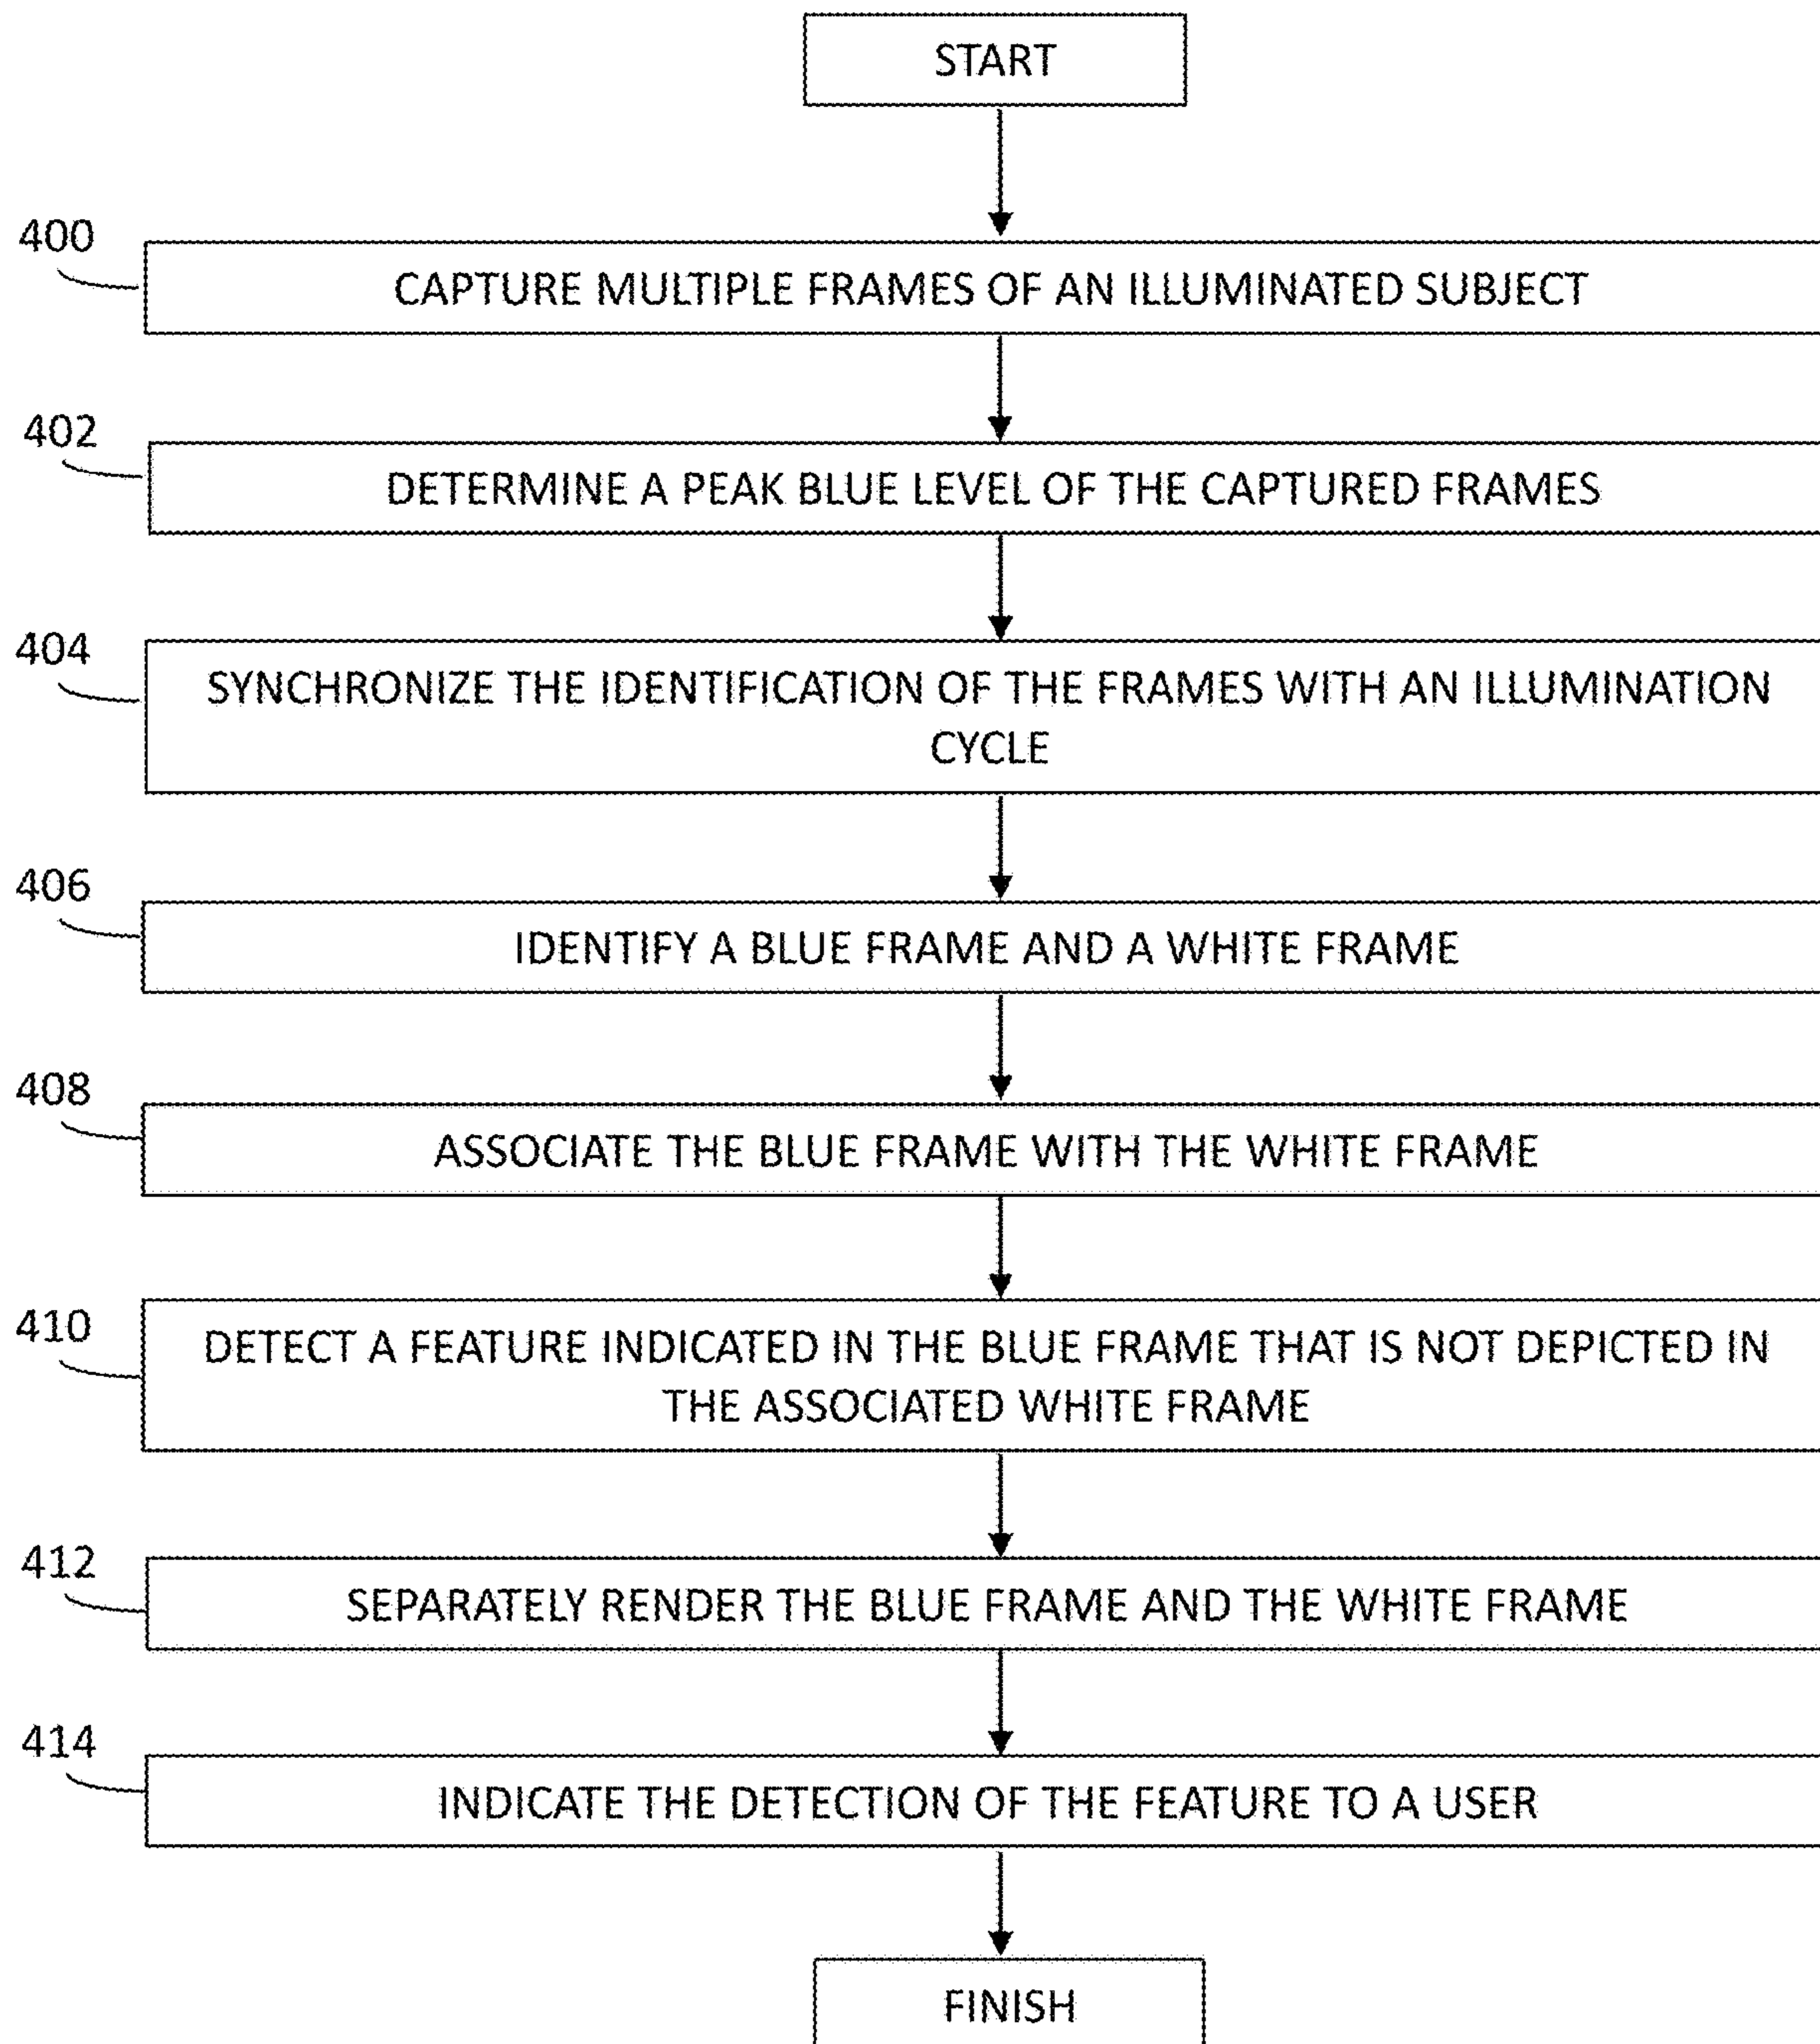 START
400
CAPTURE MULTIPLE FRAMES OF AN ILLUMINATED SUBJECT
402
DETERMINE A PEAK BLUE LEVEL OF THE CAPTURED FRAMES
404
SYNCHRONIZE THE IDENTIFICATION OF THE FRAMES WITH AN ILLUMINATION
CYCLE
406
IDENTIFY A BLUE FRAME AND A WHITE FRAME
408
ASSOCIATE THE BLUE FRAME WITH THE WHITE FRAME
410
DETECT A FEATURE INDICATED IN THE BLUE FRAME THAT IS NOT DEPICTED IN
THE ASSOCIATED WHITE FRAME
412
SEPARATELY RENDER THE BLUE FRAME AND THE WHITE FRAME
414
INDICATE THE DETECTION OF THE FEATURE TO A USER
FINISH